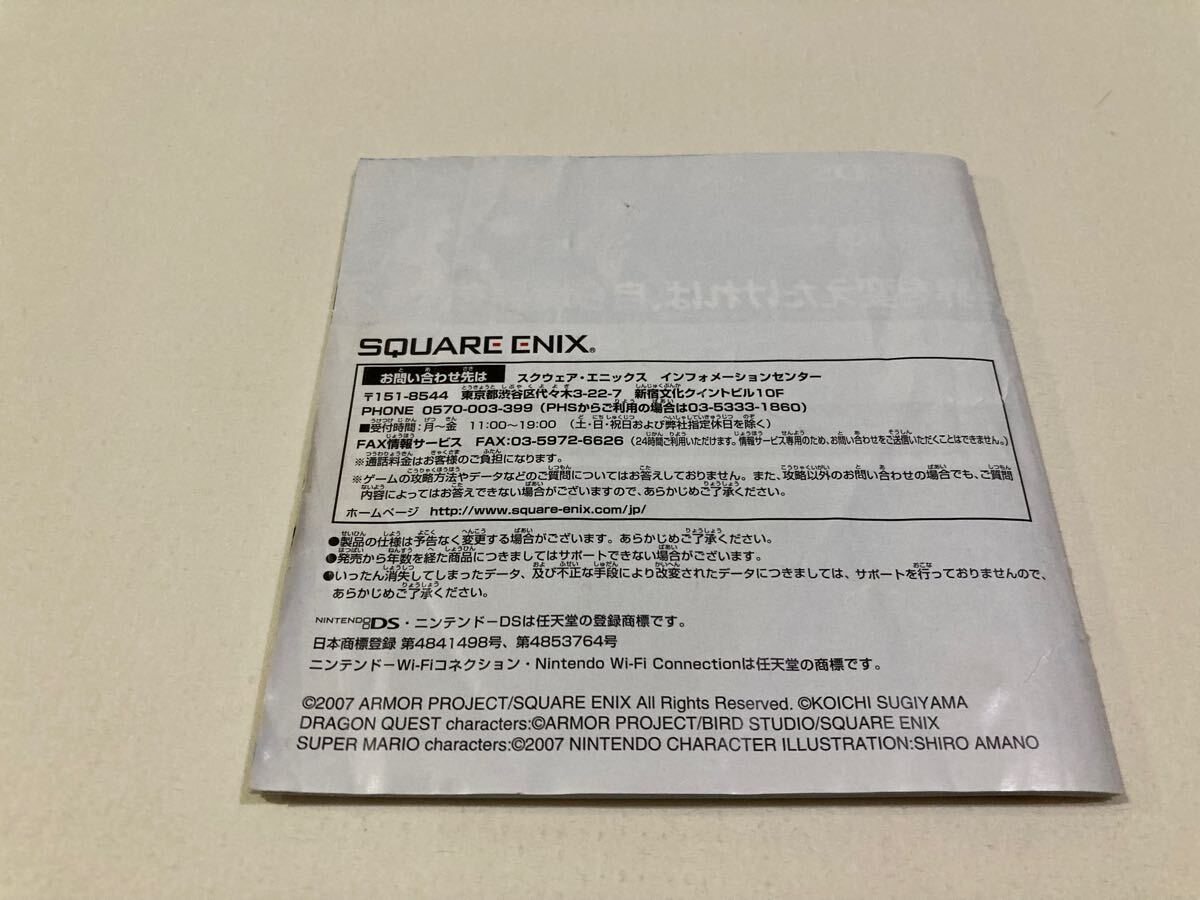 SQUARE ENIX®
お問い合わせ先は スクウェア・エニックス インフォメーションセンター
〒151-8544 東京都渋谷区代々木3-22-7 新宿文化クイントビル10F
PHONE 0570-003-399（PHSからご利用の場合は03-5333-1860）
■受付時間：月～金 11:00～19:00 （土・日・祝日および弊社指定休日を除く）
FAX情報サービス FAX:03-5972-6626（24時間ご利用いただけます。情報サービス専用のため、お問い合わせをご送信いただくことはできません。）
※通話料金はお客様のご負担になります。
※ゲームの攻略方法やデータなどのご質問についてはお答えしておりません。また、攻略以外のお問い合わせの場合でも、ご質問
内容によってはお答えできない場合がございますので、あらかじめご了承ください。
ホームページ http://www.square-enix.com/jp/
●製品の仕様は予告なく変更する場合がございます。あらかじめご了承ください。
●発売から年数を経た商品につきましてはサポートできない場合がございます。
●いったん消失してしまったデータ、及び不正な手段により改変されたデータにつきましては、サポートを行っておりませんので、
あらかじめご了承ください。
NINTENDO DS・ニンテンドーDSは任天堂の登録商標です。
日本商標登録 第4841498号、第4853764号
ニンテンドーWi-Fiコネクション・Nintendo Wi-Fi Connectionは任天堂の商標です。
©2007 ARMOR PROJECT/SQUARE ENIX All Rights Reserved. ©KOICHI SUGIYAMA
DRAGON QUEST characters:©ARMOR PROJECT/BIRD STUDIO/SQUARE ENIX
SUPER MARIO characters:©2007 NINTENDO CHARACTER ILLUSTRATION:SHIRO AMANO